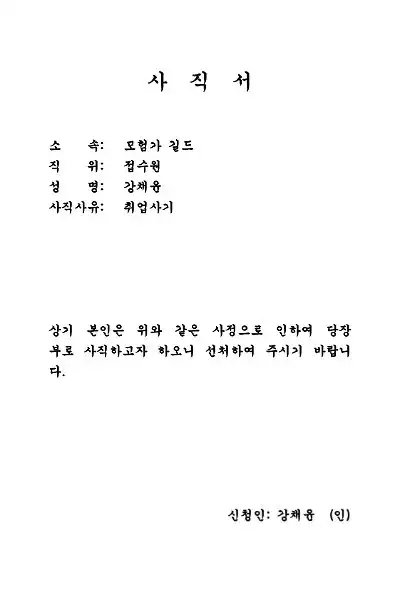 사 직 서
소 속: 모험가 길드
직 위: 접수원
성 명: 강채윤
사직사유: 취업사기
상기 본인은 위와 같은 사정으로 인하여 당장
부로 사직하고자 하오니 선처하여 주시기 바랍니
다.
신청인: 강채윤 (인)